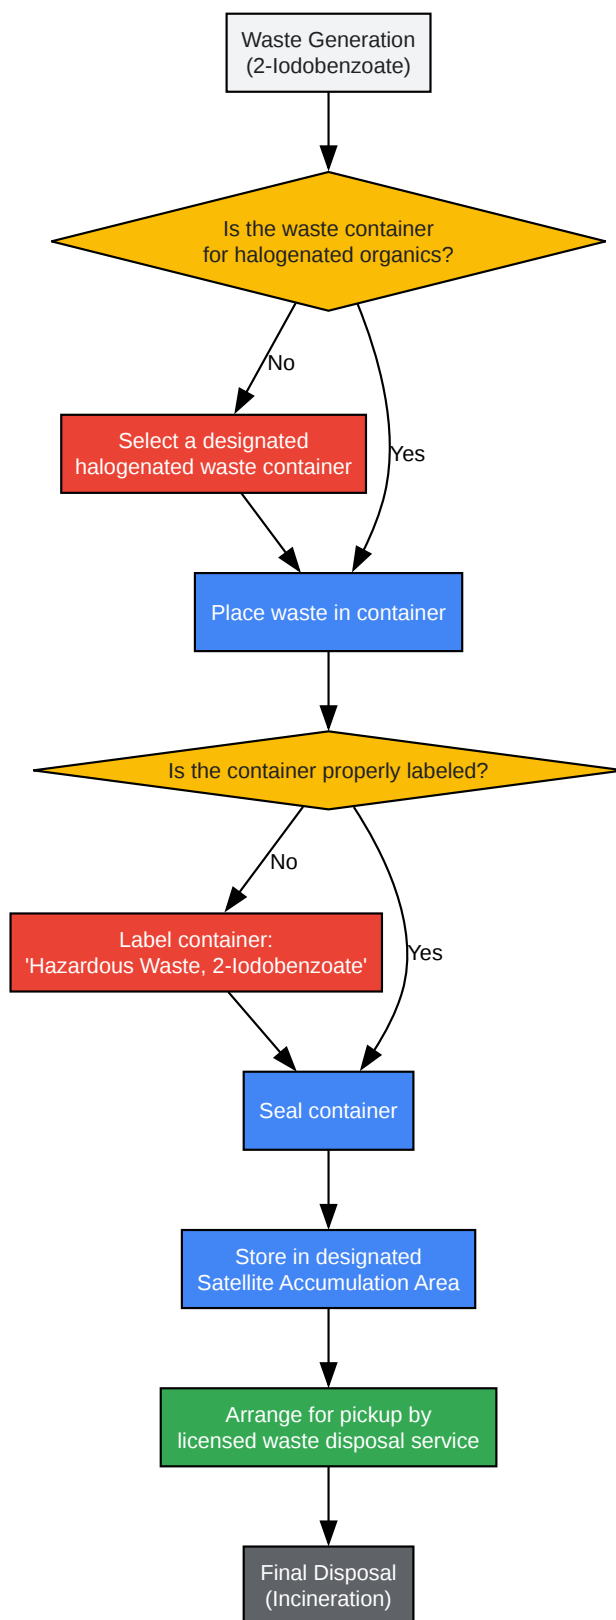 Waste Generation
(2-Iodobenzoate)
Is the waste container
for halogenated organics?
No
Select a designated
halogenated waste container
Yes
Place waste in container
Is the container properly labeled?
No
Label container:
'Hazardous Waste, 2-Iodobenzoate'
Yes
Seal container
Store in designated
Satellite Accumulation Area
Arrange for pickup by
licensed waste disposal service
Final Disposal
(Incineration)